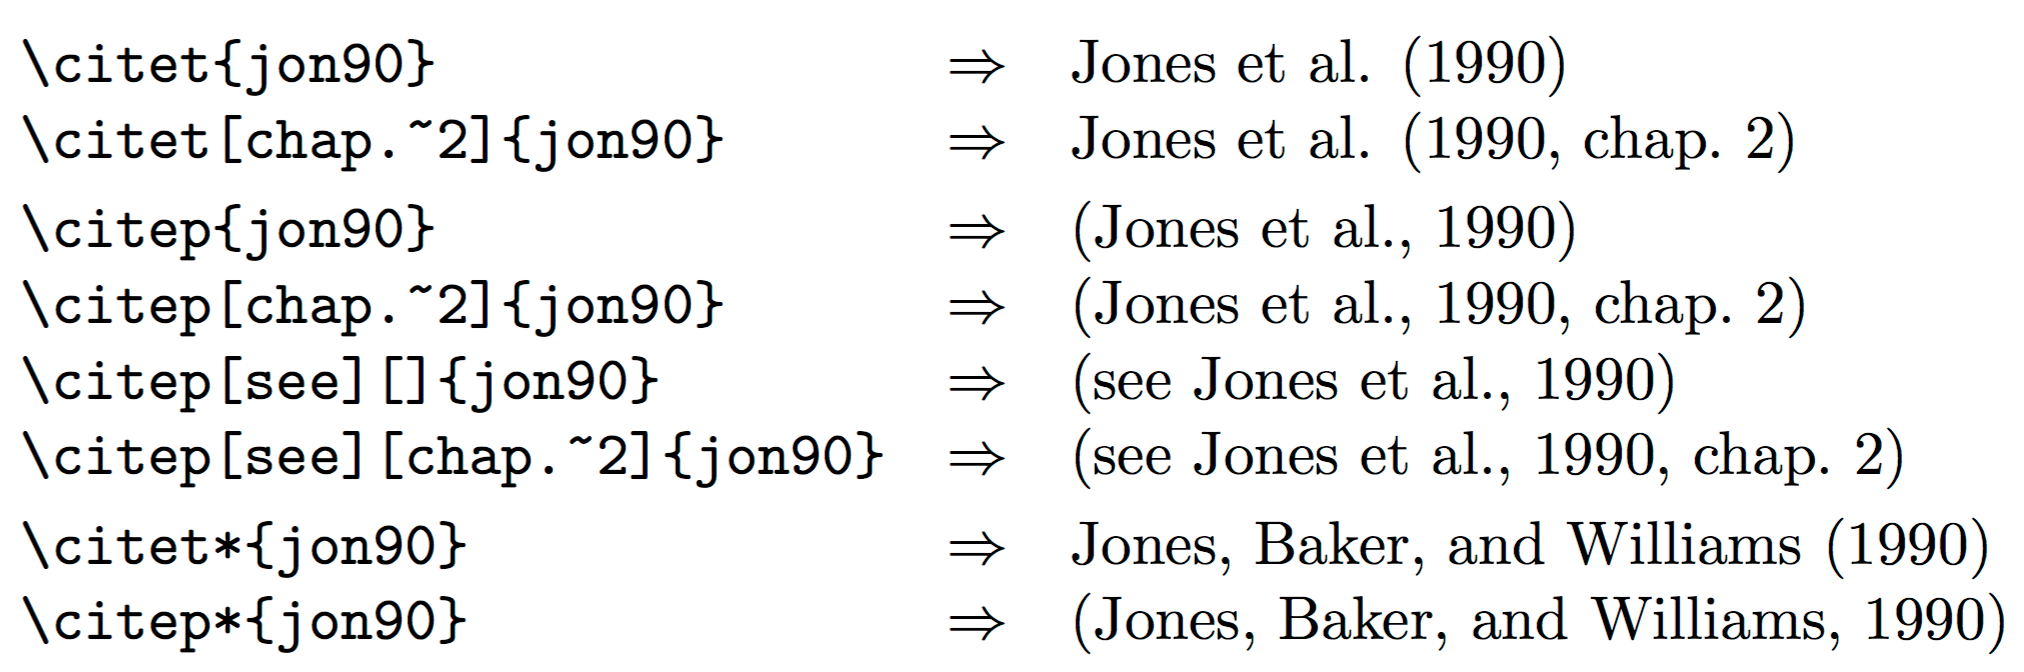 \citet{jon90} ⇒ Jones et al. (1990)
\citet[chap.~2]{jon90} ⇒ Jones et al. (1990, chap. 2)
\citep{jon90} ⇒ (Jones et al., 1990)
\citep[chap.~2]{jon90} ⇒ (Jones et al., 1990, chap. 2)
\citep[see][]{jon90} ⇒ (see Jones et al., 1990)
\citep[see][chap.~2]{jon90} ⇒ (see Jones et al., 1990, chap. 2)
\citet*{jon90} ⇒ Jones, Baker, and Williams (1990)
\citep*{jon90} ⇒ (Jones, Baker, and Williams, 1990)